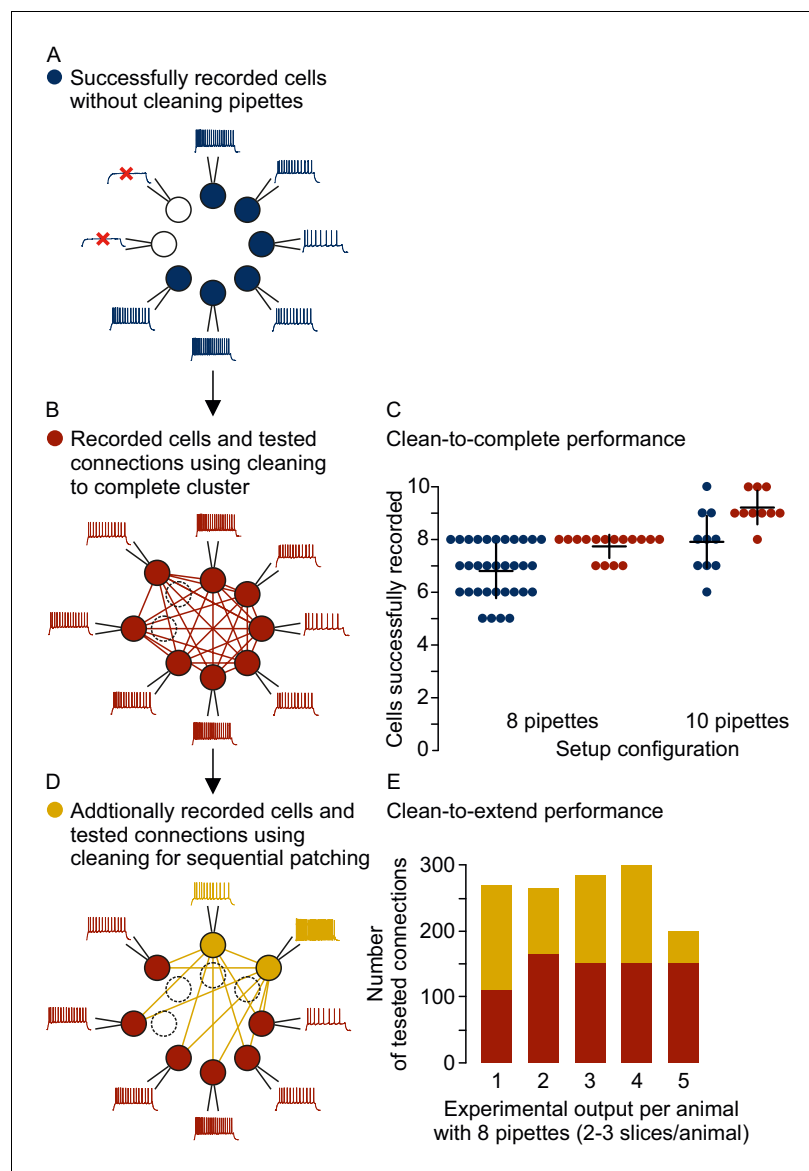 A
Successfully recorded cells
without cleaning pipettes
B
Recorded cells and tested
connections using cleaning
to complete cluster
C
Clean-to-complete performance
Cells successfully recorded
10
8
6
4
2
0
8 pipettes
10 pipettes
Setup configuration
D
Addtionally recorded cells and
tested connections using
cleaning for sequential patching
E
Clean-to-extend performance
Number
of teseted connections
300
200
100
0
1 2 3 4 5
Experimental output per animal
with 8 pipettes (2-3 slices/animal)